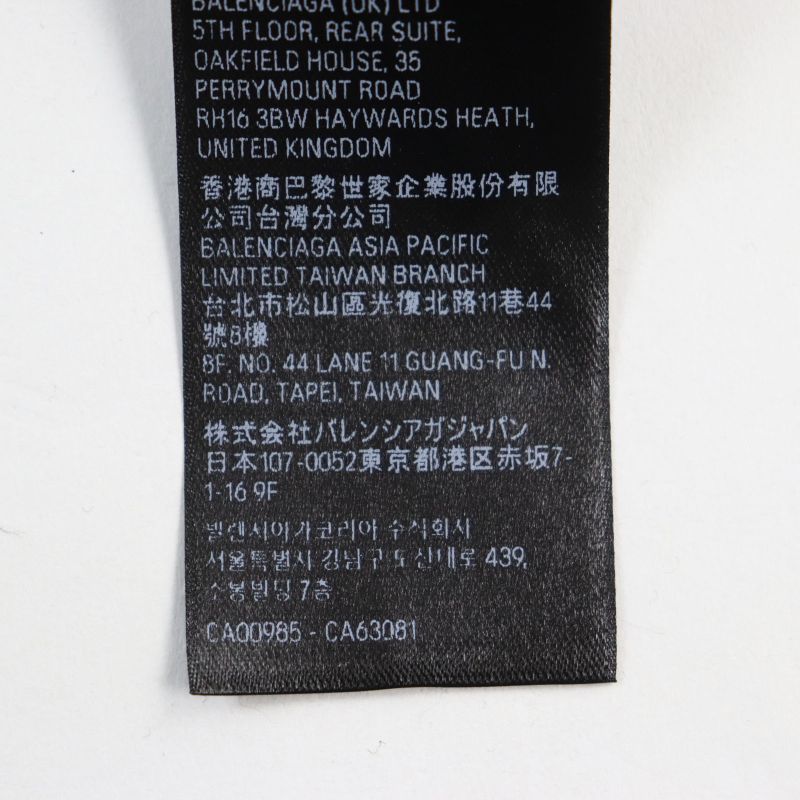 BALENCIAGA (UK) LTD
5TH FLOOR, REAR SUITE,
OAKFIELD HOUSE, 35
PERRYMOUNT ROAD
RH16 3BW HAYWARDS HEATH,
UNITED KINGDOM
香港商巴黎世家企業股份有限
公司台灣分公司
BALENCIAGA ASIA PACIFIC
LIMITED TAIWAN BRANCH
台北市松山區光復北路11巷44
號8樓
8F. NO. 44 LANE 11 GUANG-FU N.
ROAD, TAPEI, TAIWAN
株式会社バレンシアガジャパン
日本107-0052東京都港区赤坂7-
1-16 9F
발렌시아가코리아 주식회사
서울특별시 강남구 도산대로 439,
소봉빌딩 7층
CA00985 - CA63081